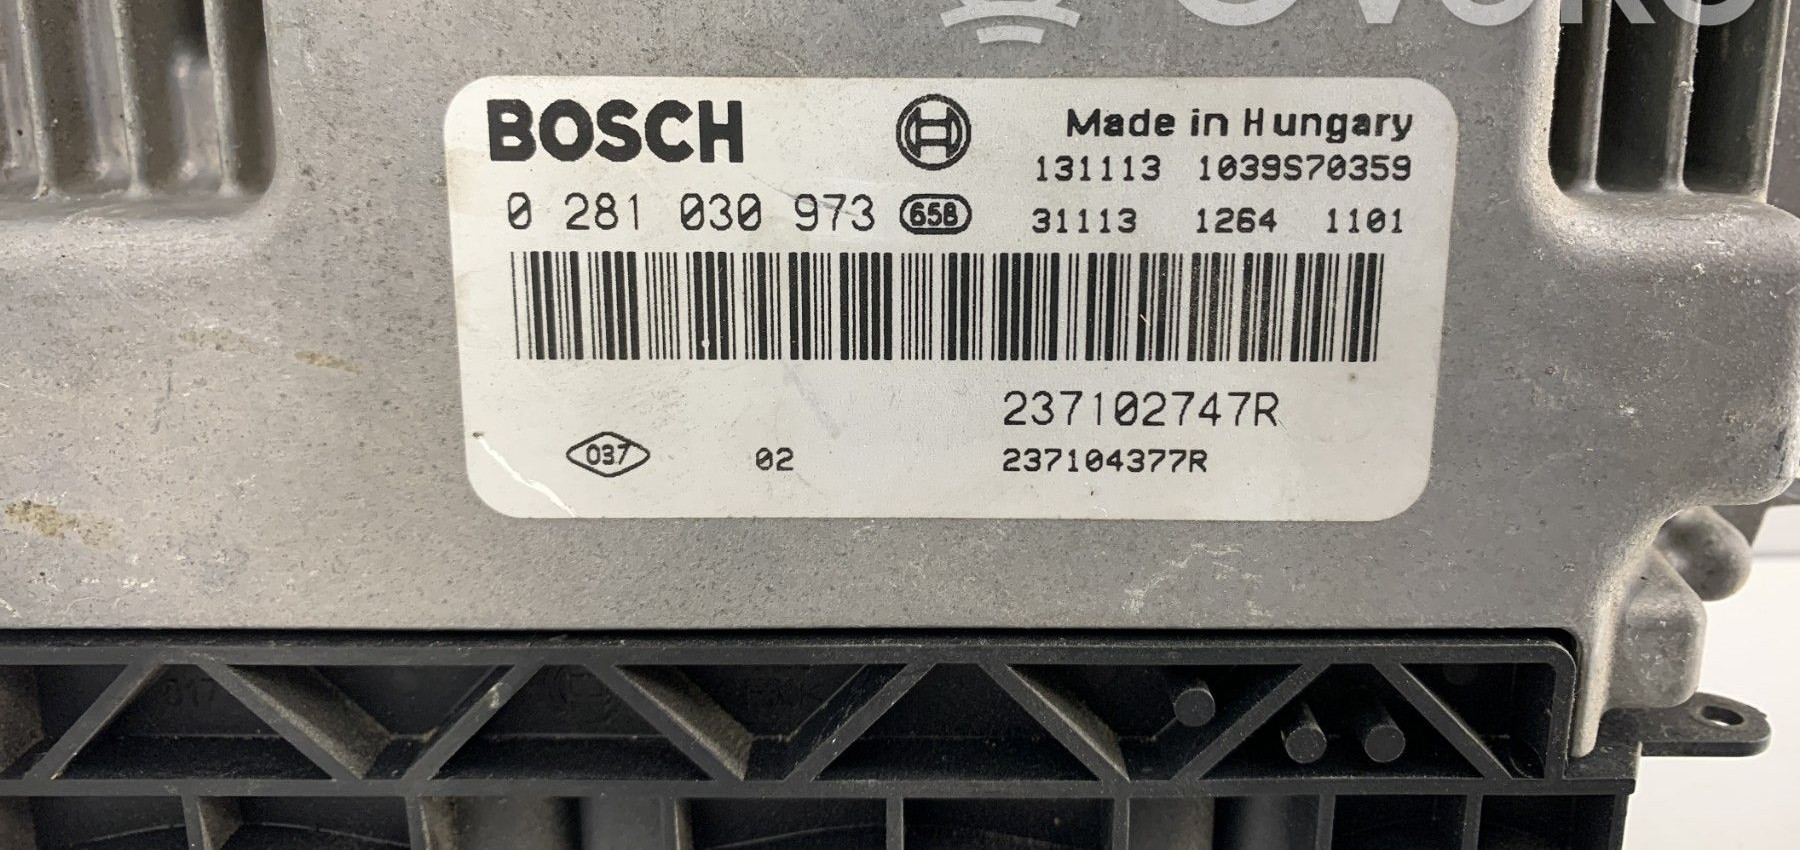 BOSCH
Made in Hungary
131113 1039S70359
0 281 030 973 658
31113 1264 1101
237102747R
037 02 237104377R